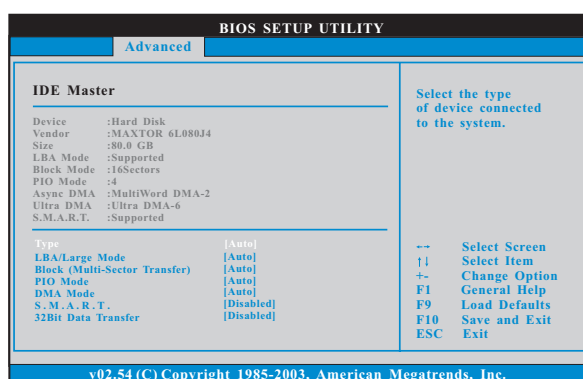 BIOS SETUP UTILITY
Advanced
IDE Master
Device :Hard Disk
Vendor :MAXTOR 6L080J4
Size :80.0 GB
LBA Mode :Supported
Block Mode :16Sectors
PIO Mode :4
Async DMA :MultiWord DMA-2
Ultra DMA :Ultra DMA-6
S.M.A.R.T. :Supported
Type [Auto]
LBA/Large Mode [Auto]
Block (Multi-Sector Transfer) [Auto]
PIO Mode [Auto]
DMA Mode [Auto]
S.M.A.R.T. [Disabled]
32Bit Data Transfer [Disabled]
Select the type
of device connected
to the system.
←→ Select Screen
↑↓ Select Item
+- Change Option
F1 General Help
F9 Load Defaults
F10 Save and Exit
ESC Exit
v02.54 (C) Copyright 1985-2003, American Megatrends, Inc.